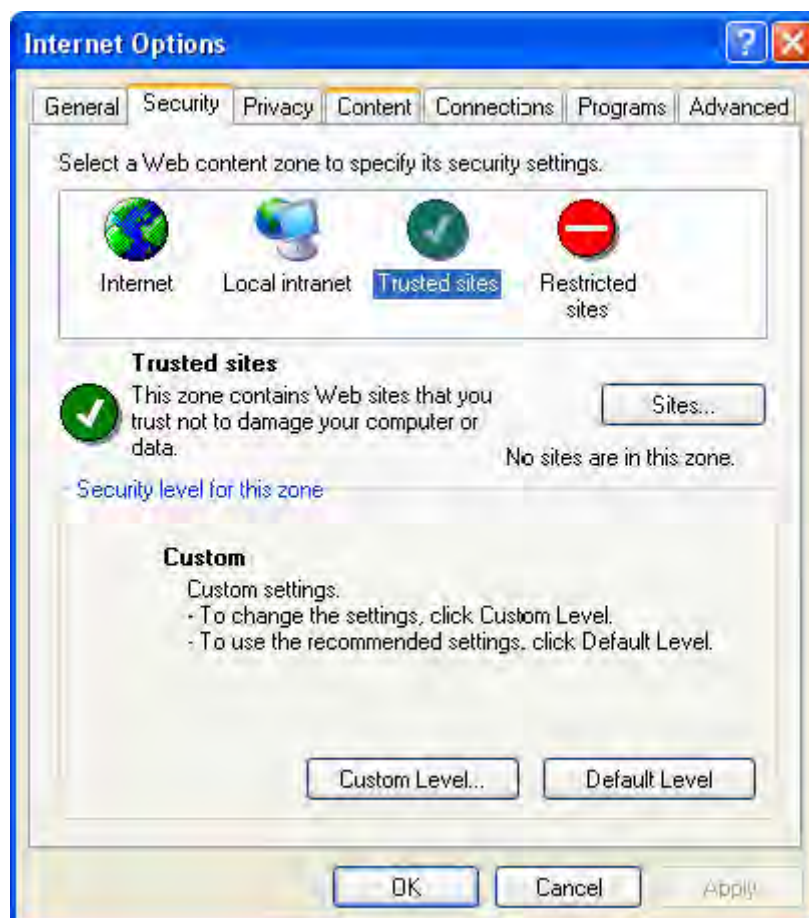 Internet Options
General Security Privacy Content Connections Programs Advanced
Select a Web content zone to specify its security settings.
Internet Local intranet Trusted sites Restricted sites
Trusted sites
This zone contains Web sites that you
trust not to damage your computer or
data.
Sites...
No sites are in this zone.
Security level for this zone
Custom
Custom settings.
- To change the settings, click Custom Level.
- To use the recommended settings, click Default Level.
Custom Level... Default Level
OK Cancel Apply